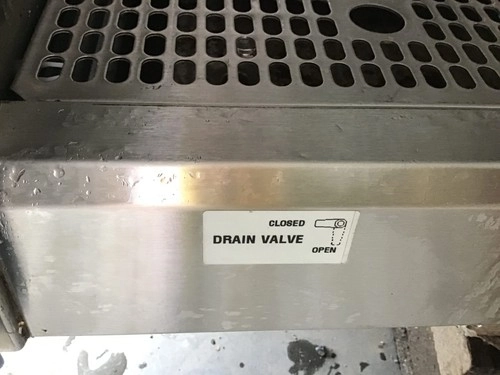 CLOSED
DRAIN VALVE
OPEN